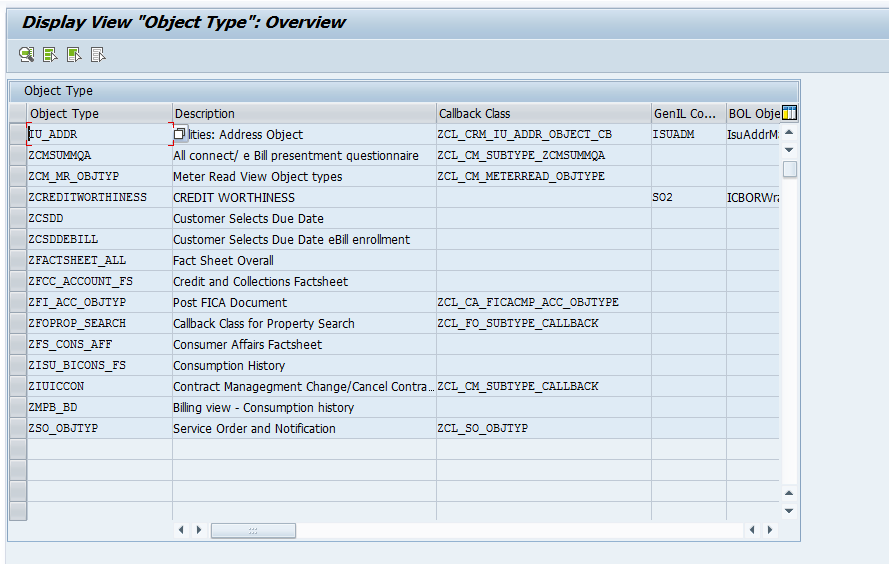 Display View "Object Type": Overview
Object Type
Object Type Description Callback Class GenIL Co... BOL Obje
IU_ADDR lities: Address Object ZCL_CRM_IU_ADDR_OBJECT_CB ISUADM IsuAddrM
ZCMSUMMQA All connect/ e Bill presentment questionnaire ZCL_CM_SUBTYPE_ZCMSUMMQA
ZCM_MR_OBJTYP Meter Read View Object types ZCL_CM_METERREAD_OBJTYPE
ZCREDITWORTHINESS CREDIT WORTHINESS SO2 ICBORWra
ZCSDD Customer Selects Due Date
ZCSDDEBILL Customer Selects Due Date eBill enrollment
ZFACTSHEET_ALL Fact Sheet Overall
ZFCC_ACCOUNT_FS Credit and Collections Factsheet
ZFI_ACC_OBJTYP Post FICA Document ZCL_CA_FICACMP_ACC_OBJTYPE
ZFOPROP_SEARCH Callback Class for Property Search ZCL_FO_SUBTYPE_CALLBACK
ZFS_CONS_AFF Consumer Affairs Factsheet
ZISU_BICONS_FS Consumption History
ZIUICCON Contract Managegment Change/Cancel Contra... ZCL_CM_SUBTYPE_CALLBACK
ZMPB_BD Billing view - Consumption history
ZSO_OBJTYP Service Order and Notification ZCL_SO_OBJTYP